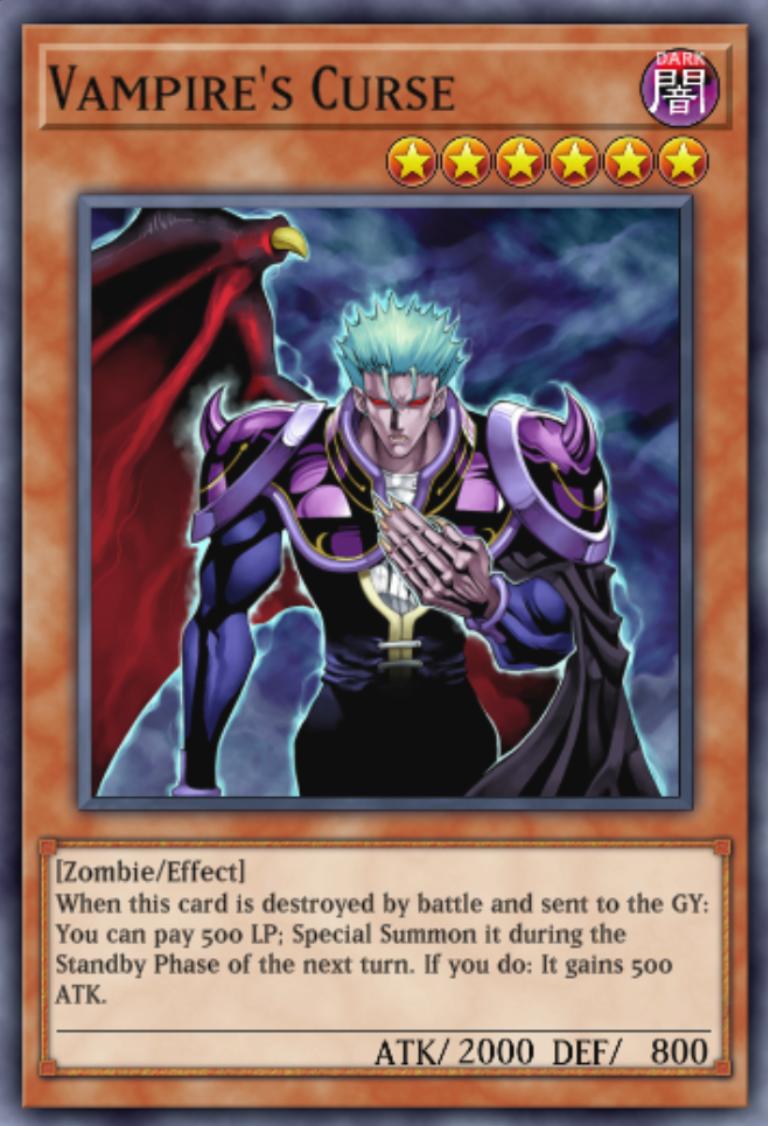 Vampire's Curse
DARK
闇
[Zombie/Effect]
When this card is destroyed by battle and sent to the GY:
You can pay 500 LP; Special Summon it during the
Standby Phase of the next turn. If you do: It gains 500
ATK.
ATK/ 2000 DEF/ 800